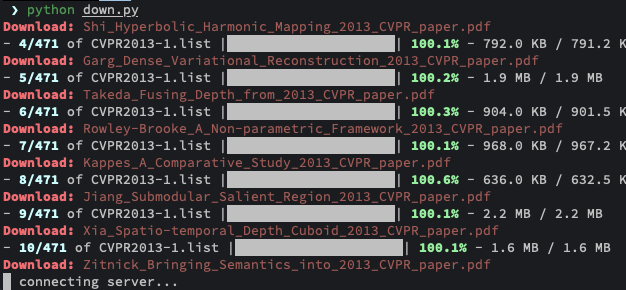 ❯ python down.py
Download: Shi_Hyperbolic_Harmonic_Mapping_2013_CVPR_paper.pdf
- 4/471 of CVPR2013-1.list | | 100.1% - 792.0 KB / 791.2 K
Download: Garg_Dense_Variational_Reconstruction_2013_CVPR_paper.pdf
- 5/471 of CVPR2013-1.list | | 100.2% - 1.9 MB / 1.9 MB
Download: Takeda_Fusing_Depth_from_2013_CVPR_paper.pdf
- 6/471 of CVPR2013-1.list | | 100.3% - 904.0 KB / 901.5 K
Download: Rowley-Brooke_A_Non-parametric_Framework_2013_CVPR_paper.pdf
- 7/471 of CVPR2013-1.list | | 100.1% - 968.0 KB / 967.2 K
Download: Kappes_A_Comparative_Study_2013_CVPR_paper.pdf
- 8/471 of CVPR2013-1.list | | 100.6% - 636.0 KB / 632.5 K
Download: Jiang_Submodular_Salient_Region_2013_CVPR_paper.pdf
- 9/471 of CVPR2013-1.list | | 100.1% - 2.2 MB / 2.2 MB
Download: Xia_Spatio-temporal_Depth_Cuboid_2013_CVPR_paper.pdf
- 10/471 of CVPR2013-1.list | | 100.1% - 1.6 MB / 1.6 MB
Download: Zitnick_Bringing_Semantics_into_2013_CVPR_paper.pdf
connecting server...